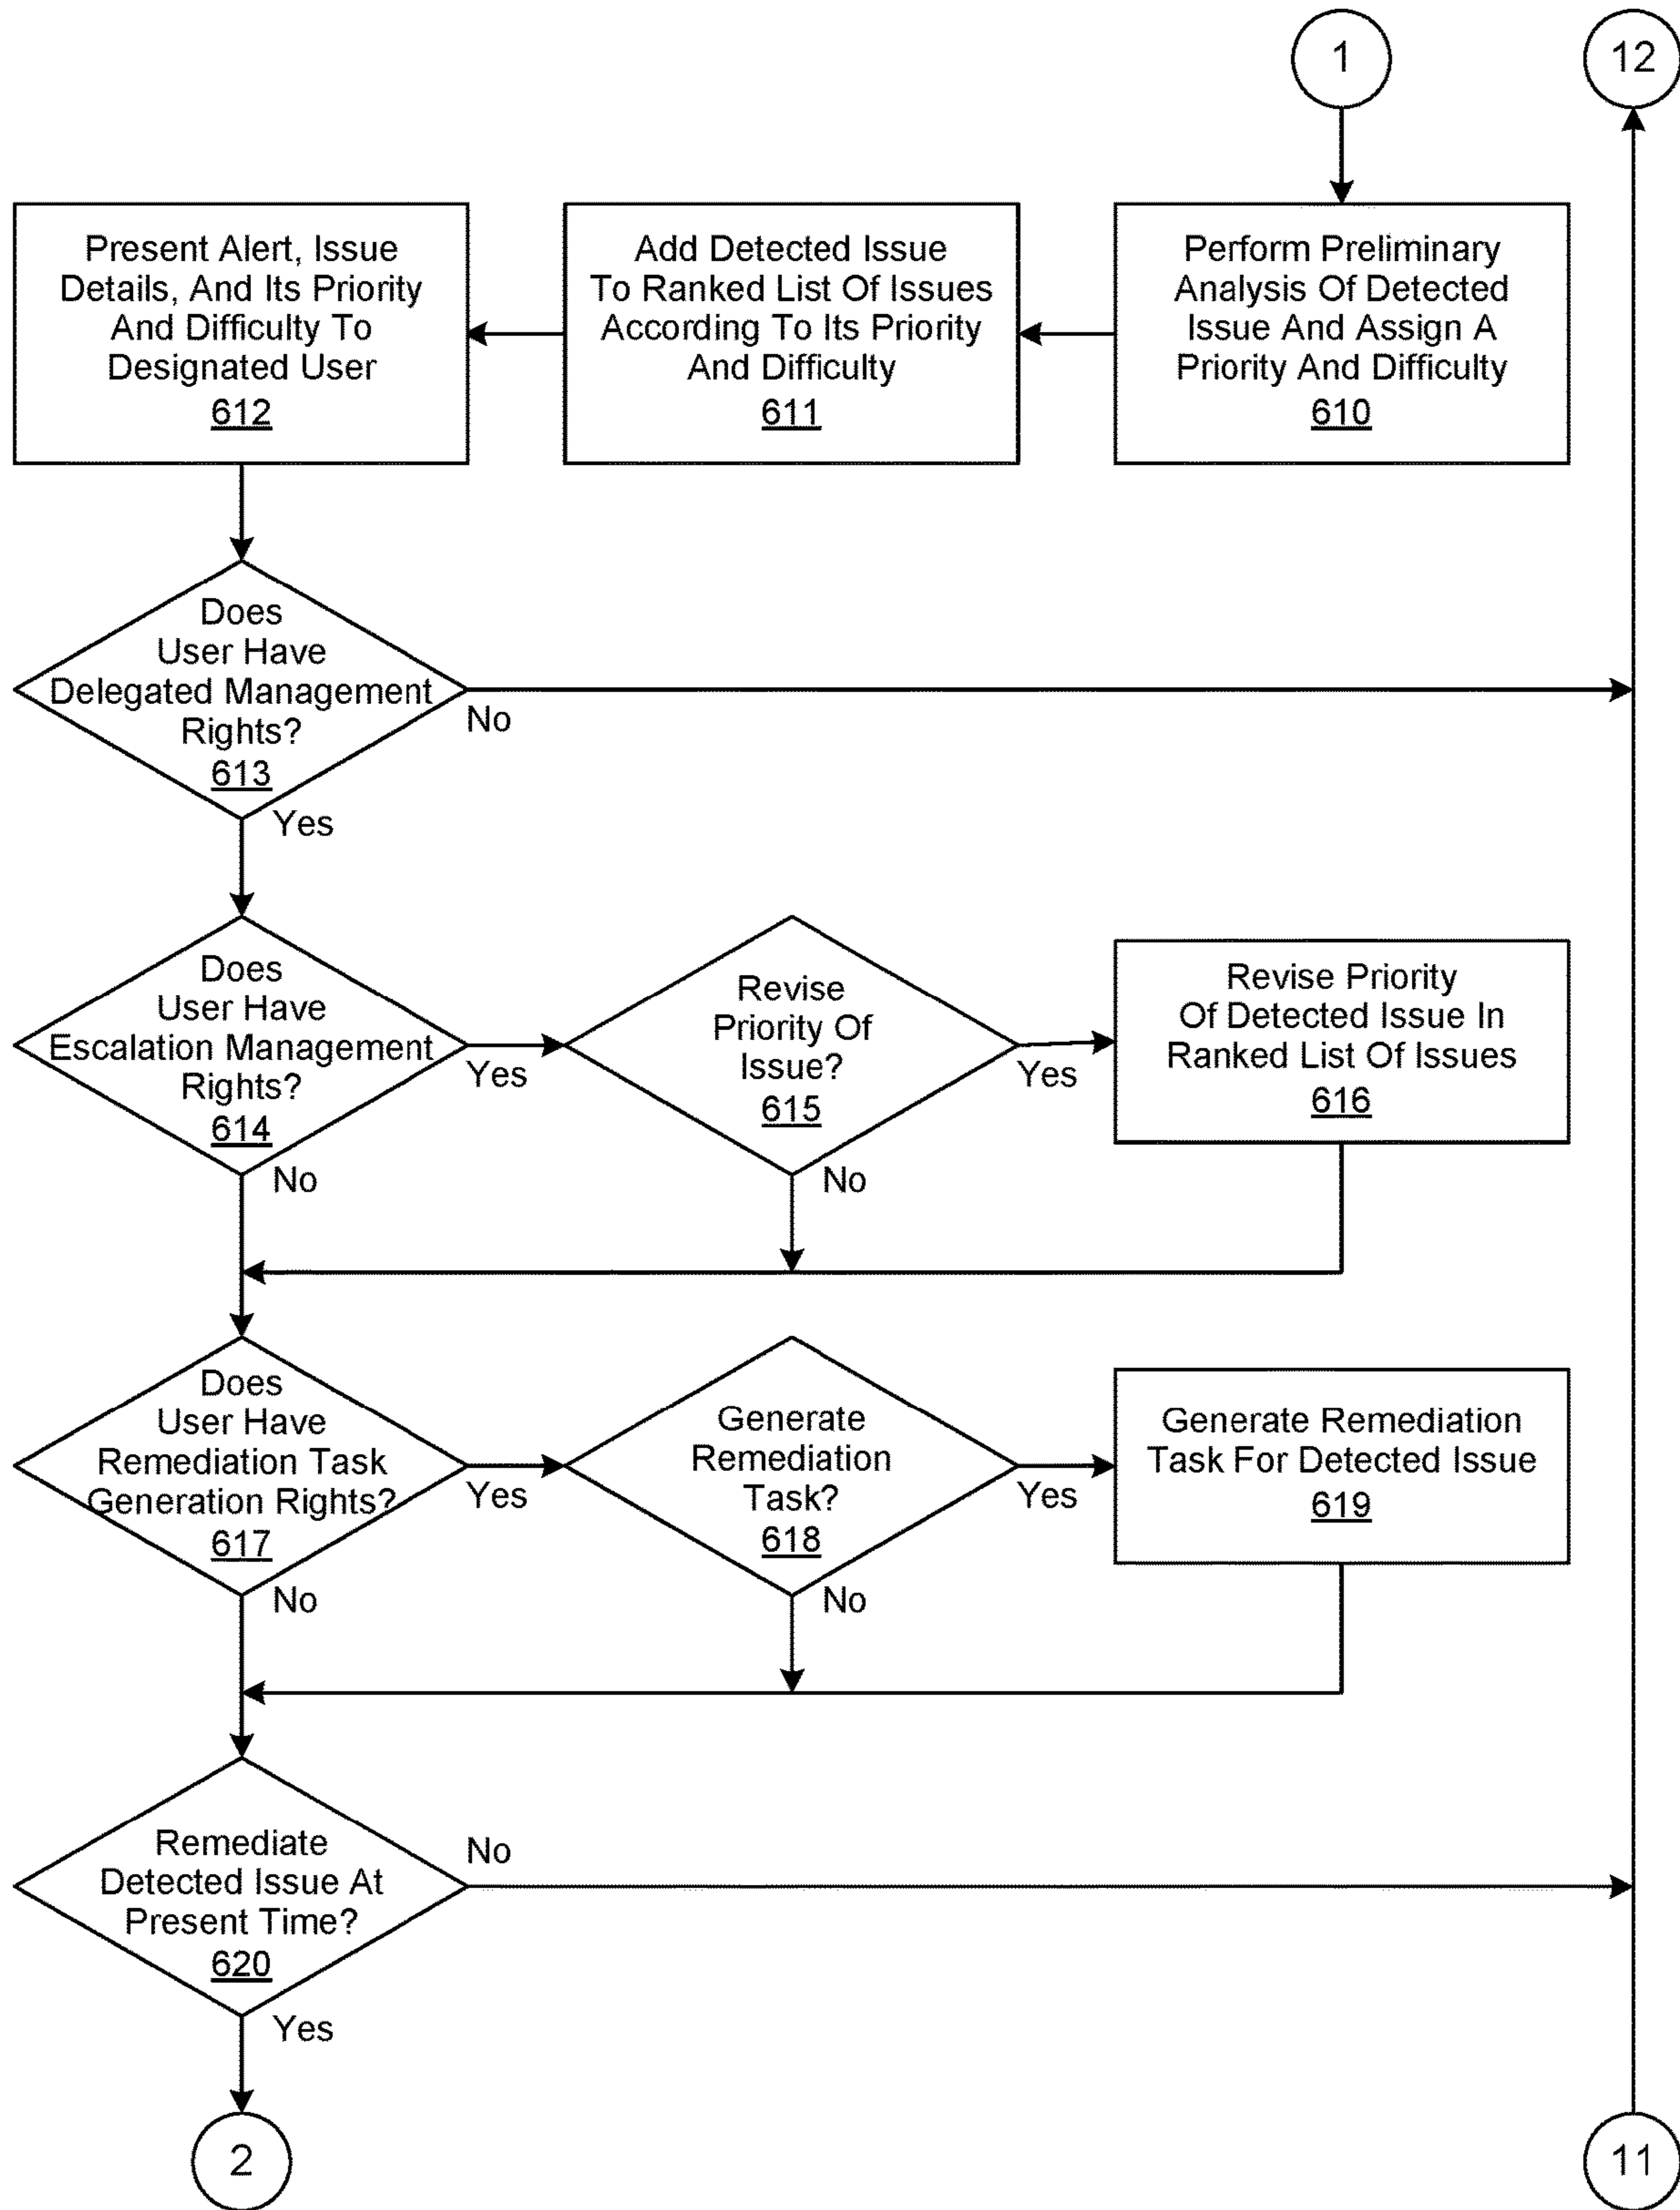 1
12
Present Alert, Issue
Details, And Its Priority
And Difficulty To
Designated User
612
Add Detected Issue
To Ranked List Of Issues
According To Its Priority
And Difficulty
611
Perform Preliminary
Analysis Of Detected
Issue And Assign A
Priority And Difficulty
610
Does
User Have
Delegated Management
Rights?
613
No
Yes
Does
User Have
Escalation Management
Rights?
614
Yes
No
Revise
Priority Of
Issue?
615
Yes
No
Revise Priority
Of Detected Issue In
Ranked List Of Issues
616
Does
User Have
Remediation Task
Generation Rights?
617
Yes
No
Generate
Remediation
Task?
618
Yes
No
Generate Remediation
Task For Detected Issue
619
Remediate
Detected Issue At
Present Time?
620
No
Yes
2
11